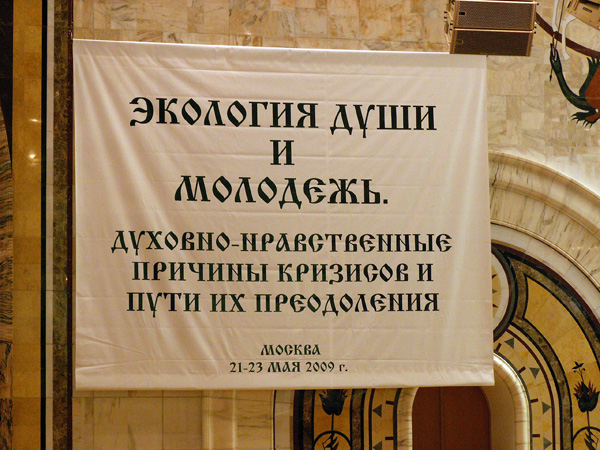 ЭКОЛОГИЯ ДУШИ
И
МОЛОДЕЖЬ.
ДУХОВНО-НРАВСТВЕННЫЕ
ПРИЧИНЫ КРИЗИСОВ И
ПУТИ ИХ ПРЕОДОЛЕНИЯ
МОСКВА
21-23 МАЯ 2009 г.